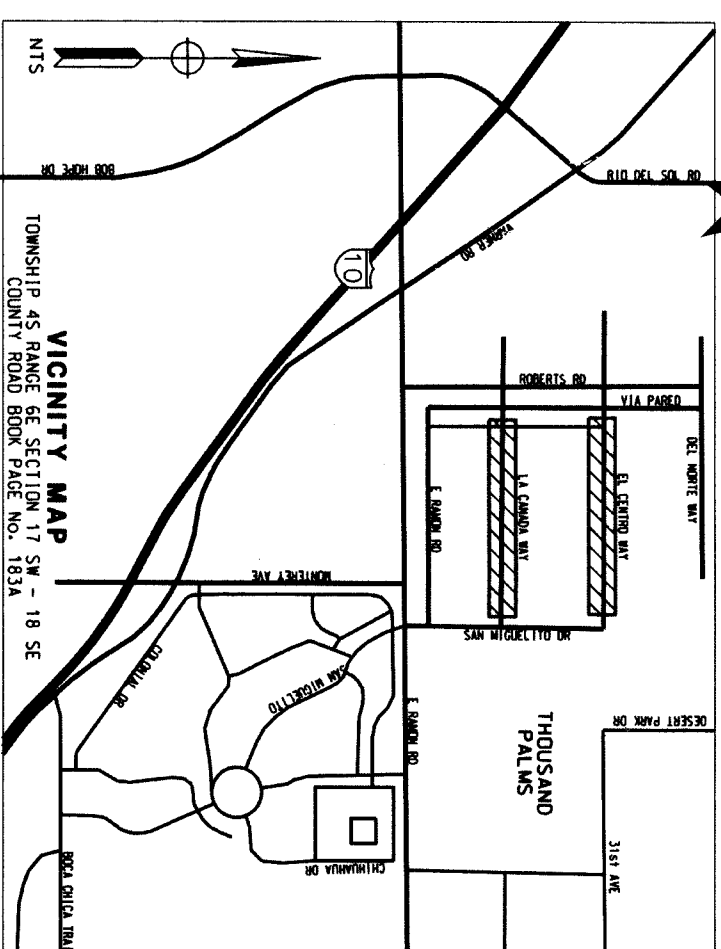 NTS
BOB HOPE DR
RIO DEL SOL RD
VARNER RD
10
ROBERTS RD
VIA PARED
DEL NORTE WAY
EL CENTRO WAY
LA CANADA WAY
E RAMON RD
SAN MIGUELITO DR
MONTEREY AVE
COLONIAL DR
SAN MIGUELITO
E RAMON RD
THOUSAND
PALMS
DESERT PARK DR
31st AVE
CHIHUAHUA DR
BOCA CHICA TRAI
VICINITY MAP
TOWNSHIP 4S RANGE 6E SECTION 17 SW - 18 SE
COUNTY ROAD BOOK PAGE No. 183A